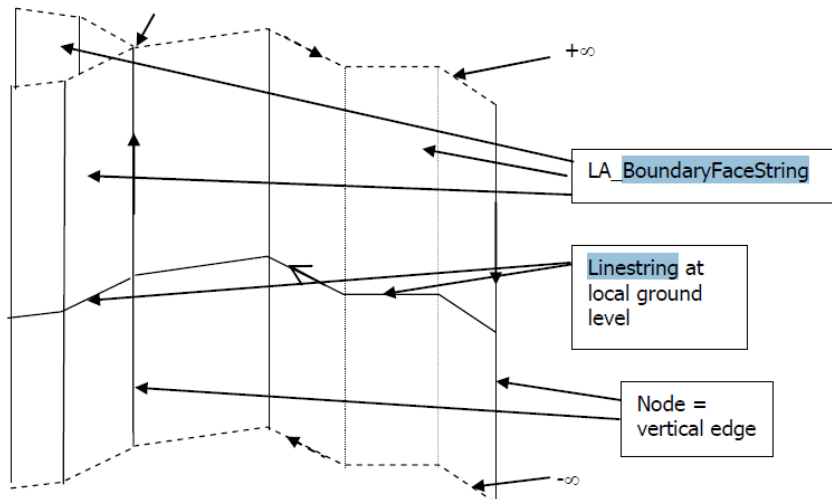 +∞
LA_BoundaryFaceString
Linestring at
local ground
level
Node =
vertical edge
-∞